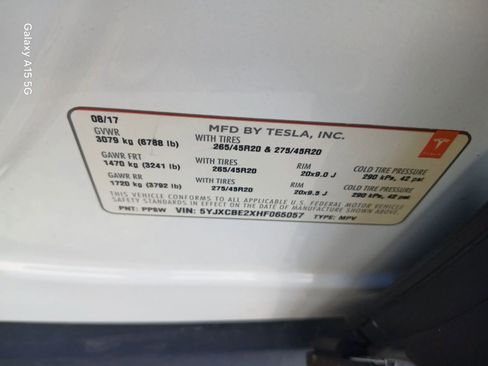 Galaxy A15 5G
08/17
MFD BY TESLA, INC.
GVWR
3079 kg (6788 lb)
WITH TIRES
265/45R20 & 275/45R20
GAWR FRT
1470 kg (3241 lb)
WITH TIRES
265/45R20
RIM
20x9.0 J
COLD TIRE PRESSURE
290 kPa, 42 psi
GAWR RR
1720 kg (3792 lb)
WITH TIRES
275/45R20
RIM
20x9.5 J
COLD TIRE PRESSURE
290 kPa, 42 psi
THIS VEHICLE CONFORMS TO ALL APPLICABLE U.S. FEDERAL MOTOR VEHICLE
SAFETY STANDARDS IN EFFECT ON THE DATE OF MANUFACTURE SHOWN ABOVE.
PNT: PPSW VIN: 5YJXCBE2XHF065057 TYPE: MPV